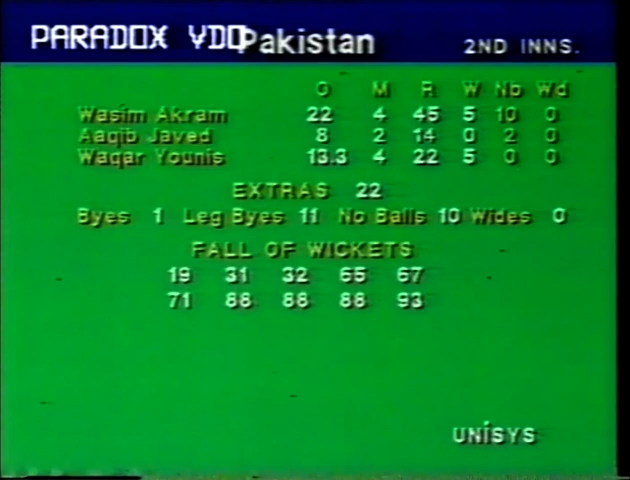 PARADOX VDO Pakistan 2ND INNS.
O M R W Nb Wd
Wasim Akram 22 4 45 5 10 0
Aaqib Javed 8 2 14 0 2 0
Waqar Younis 13.3 4 22 5 0 0
EXTRAS 22
Byes 1 Leg Byes 11 No Balls 10 Wides 0
FALL OF WICKETS
19 31 32 65 67
71 88 88 88 93
UNISYS